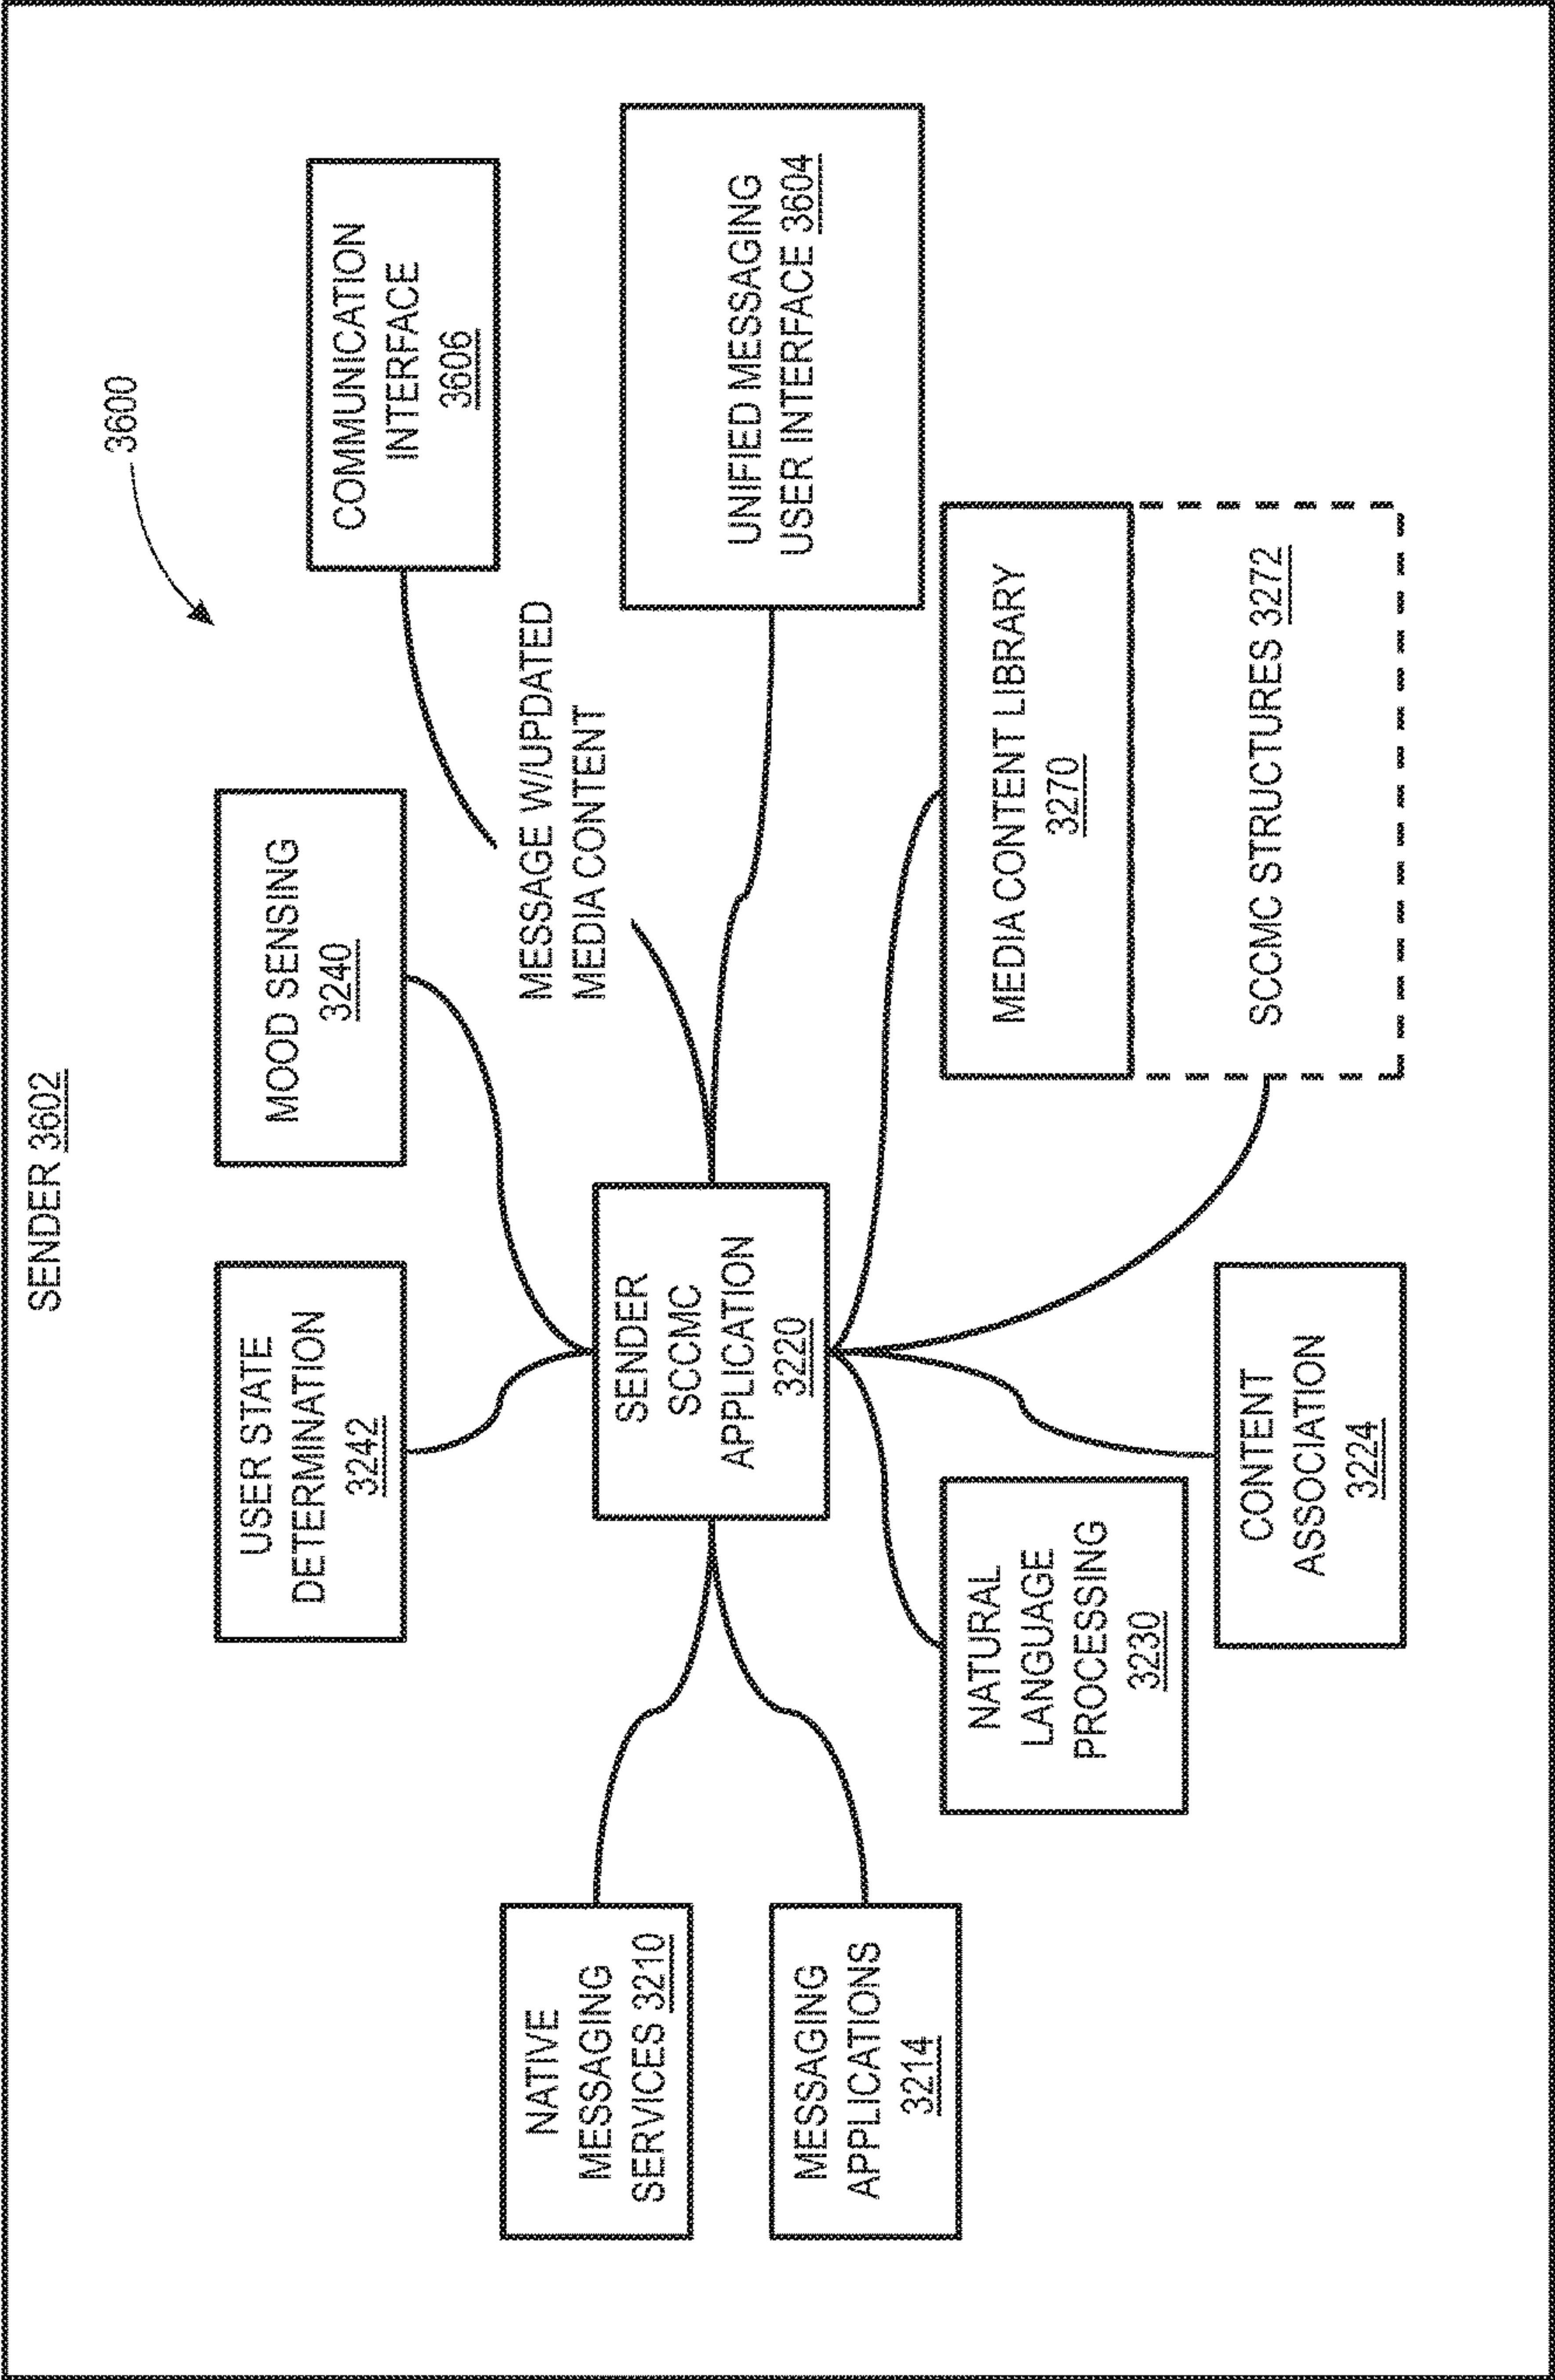 SENDER 3602
3600
USER STATE
DETERMINATION
3242
MOOD SENSING
3240
COMMUNICATION
INTERFACE
3606
MESSAGE W/UPDATED
MEDIA CONTENT
NATIVE
MESSAGING
SERVICES 3210
SENDER
SCCMC
APPLICATION
3220
UNIFIED MESSAGING
USER INTERFACE 3604
MESSAGING
APPLICATIONS
3214
NATURAL
LANGUAGE
PROCESSING
3230
MEDIA CONTENT LIBRARY
3270
CONTENT
ASSOCIATION
3224
SCCMC STRUCTURES 3272